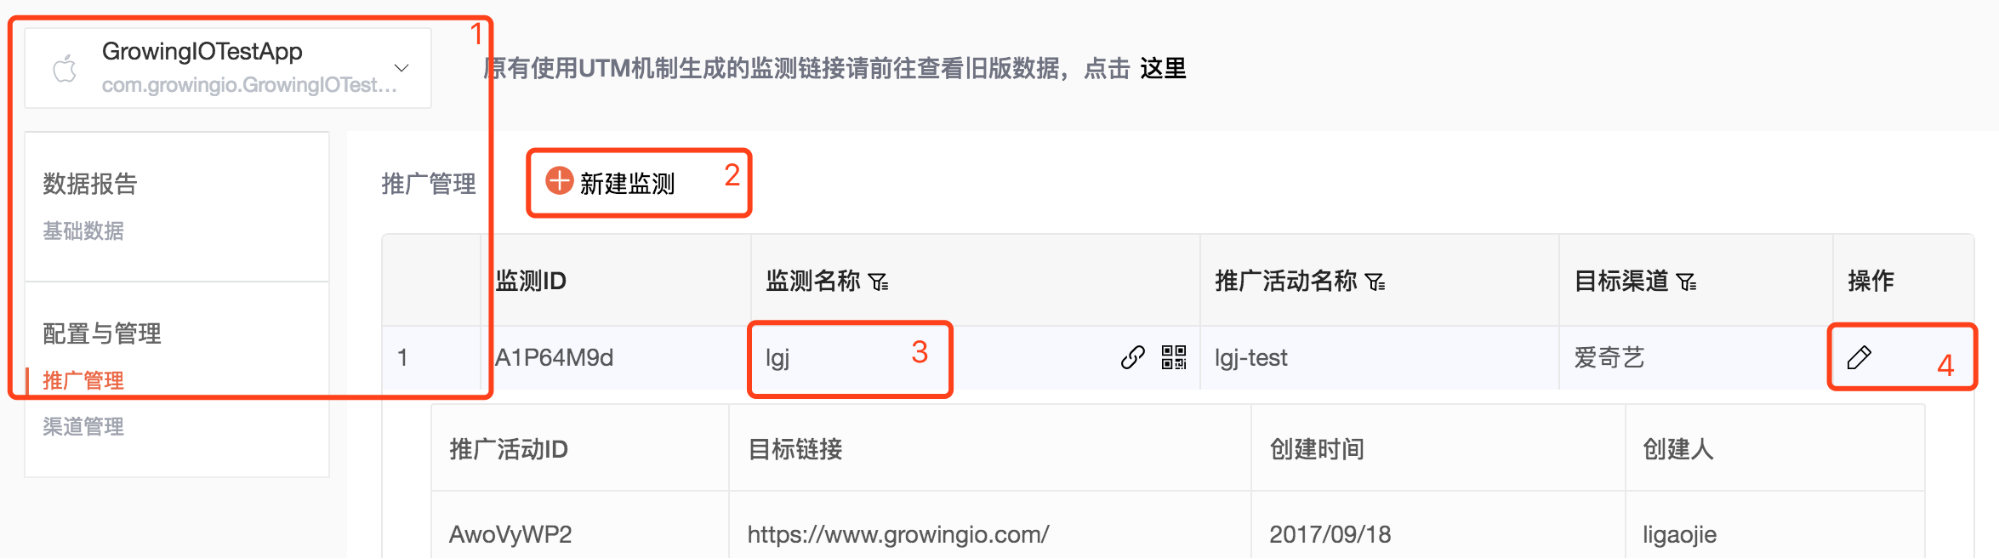 GrowingIOTestApp
com.growingio.GrowingIOTest...
1
原有使用UTM机制生成的监测链接请前往查看旧版数据，点击 这里
数据报告
基础数据
配置与管理
推广管理
渠道管理
推广管理
新建监测
2
监测ID
监测名称
推广活动名称
目标渠道
操作
1
A1P64M9d
lgj
3
lgj-test
爱奇艺
4
推广活动ID
目标链接
创建时间
创建人
AwoVyWP2
https://www.growingio.com/
2017/09/18
ligaojie